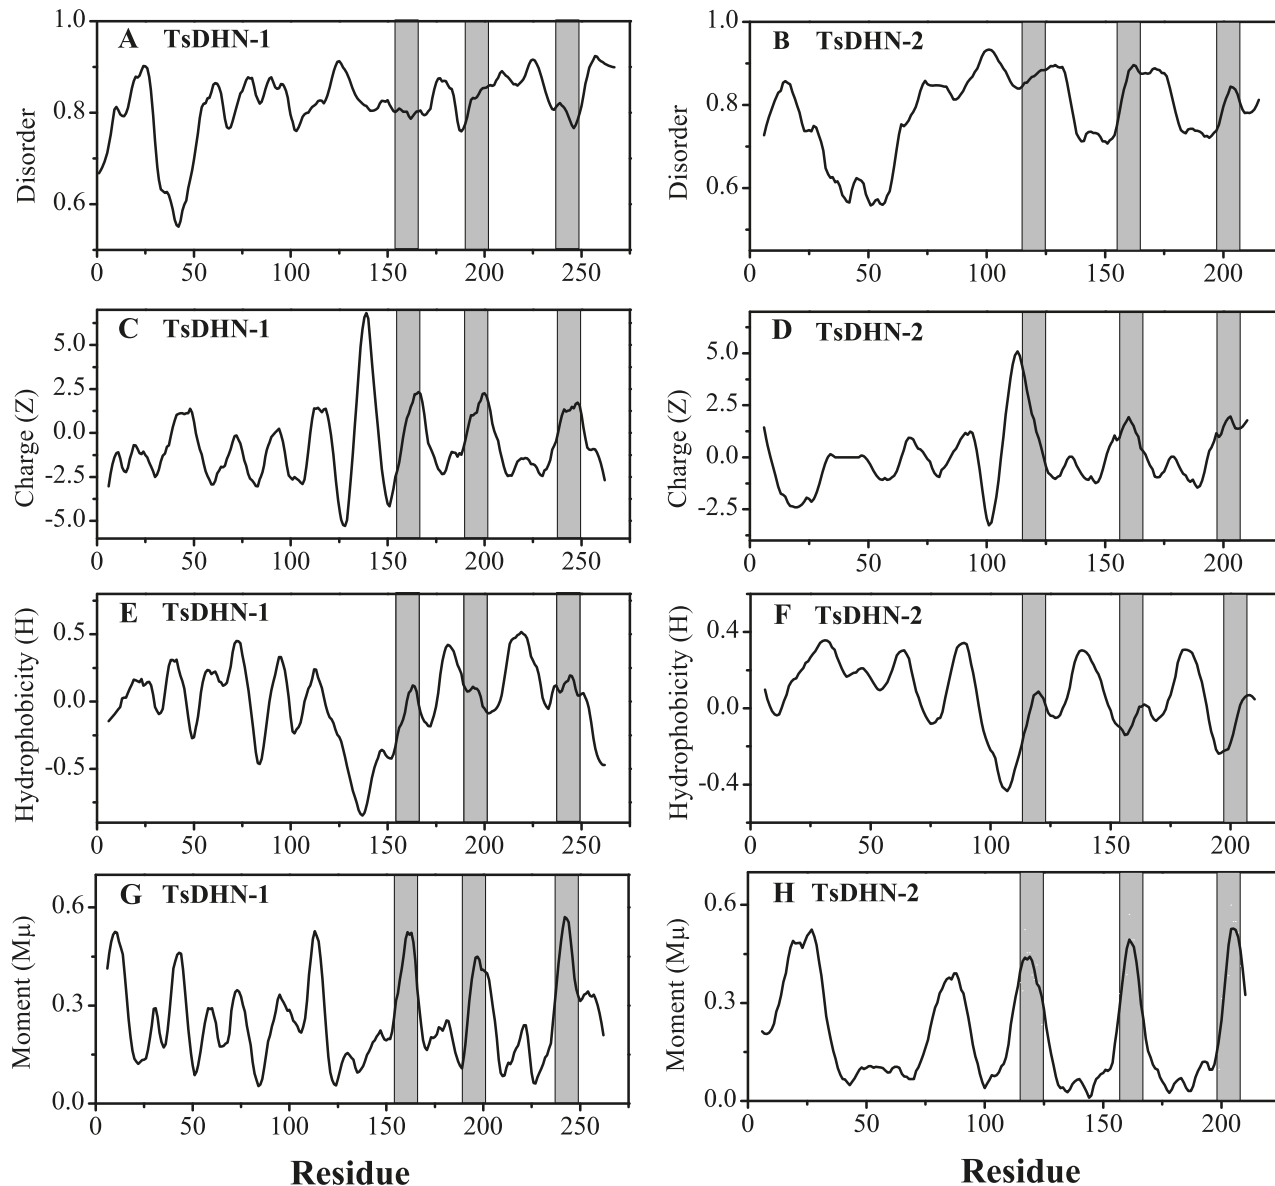 A TsDHN-1
1.0
0.8
0.6
Disorder
0 50 100 150 200 250
B TsDHN-2
1.0
0.8
0.6
Disorder
0 50 100 150 200
C TsDHN-1
5.0
2.5
0.0
-2.5
-5.0
Charge (Z)
0 50 100 150 200 250
D TsDHN-2
5.0
2.5
0.0
-2.5
Charge (Z)
0 50 100 150 200
E TsDHN-1
0.5
0.0
-0.5
Hydrophobicity (H)
0 50 100 150 200 250
F TsDHN-2
0.4
0.0
-0.4
Hydrophobicity (H)
0 50 100 150 200
G TsDHN-1
0.6
0.3
0.0
Moment (Mμ)
0 50 100 150 200 250
Residue
H TsDHN-2
0.6
0.3
0.0
Moment (Mμ)
0 50 100 150 200
Residue